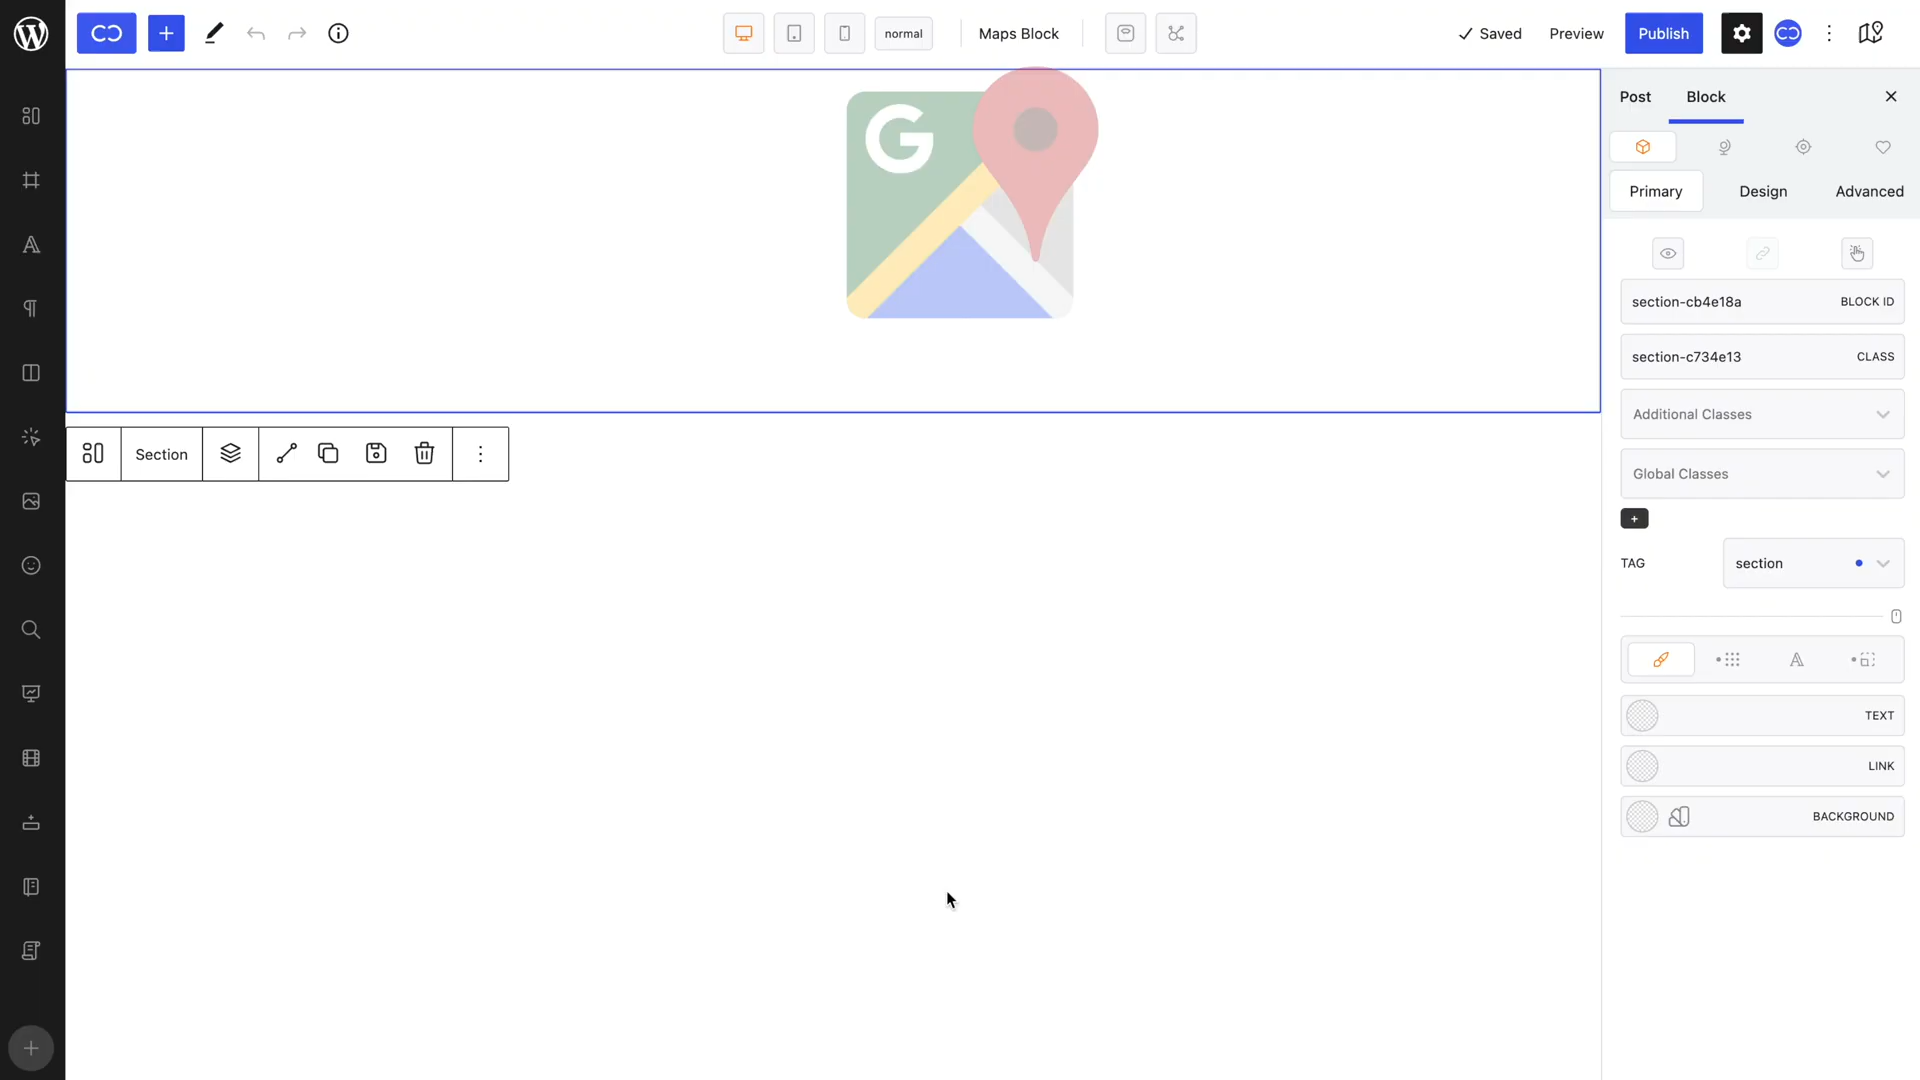 normal
Maps Block
Saved
Preview
Publish
Post
Block
Primary
Design
Advanced
G
section-cb4e18a
BLOCK ID
section-c734e13
CLASS
Additional Classes
Section
Global Classes
TAG
section
TEXT
LINK
BACKGROUND